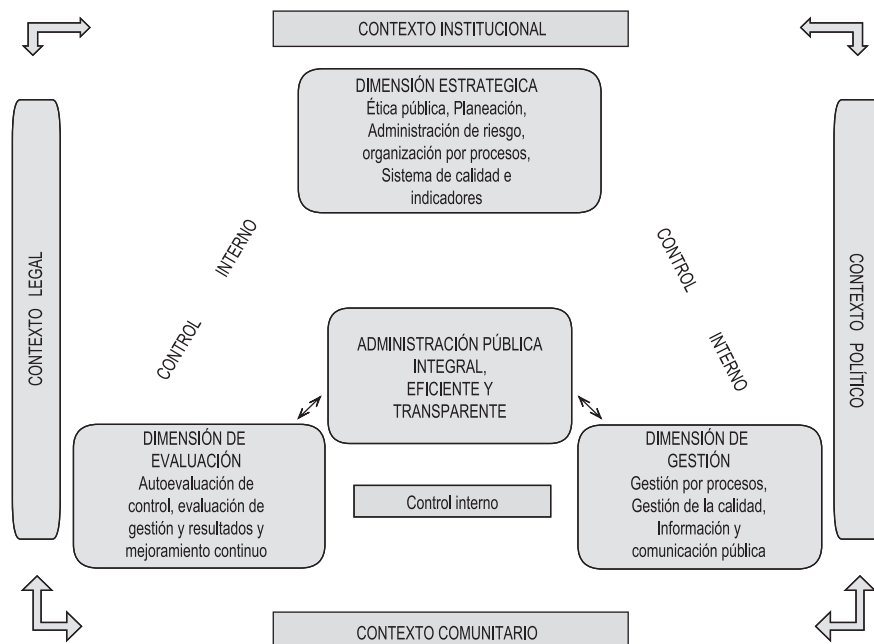 CONTEXTO INSTITUCIONAL
DIMENSIÓN ESTRATEGICA
Ética pública, Planeación,
Administración de riesgo,
organización por procesos,
Sistema de calidad e
indicadores
CONTEXTO LEGAL
CONTROL INTERNO
CONTROL INTERNO
CONTEXTO POLÍTICO
ADMINISTRACIÓN PÚBLICA
INTEGRAL,
EFICIENTE Y
TRANSPARENTE
DIMENSIÓN DE
EVALUACIÓN
Autoevaluación de
control, evaluación de
gestión y resultados y
mejoramiento continuo
Control interno
DIMENSIÓN DE
GESTIÓN
Gestión por procesos,
Gestión de la calidad,
Información y
comunicación pública
CONTEXTO COMUNITARIO